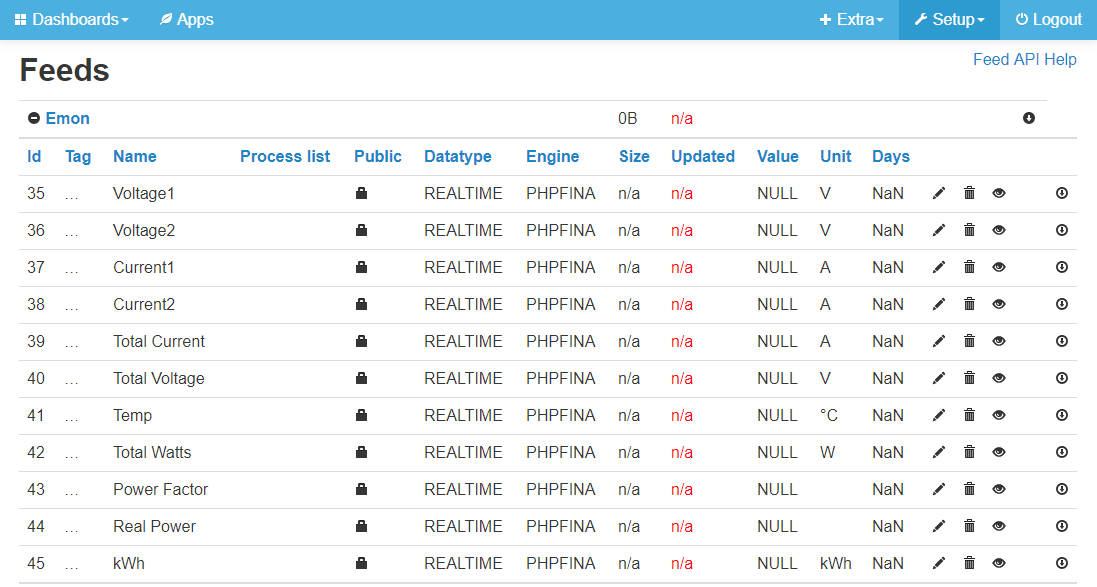 Dashboards Apps Extra Setup Logout
Feeds Feed API Help
Emon 0B n/a
Id Tag Name Process list Public Datatype Engine Size Updated Value Unit Days
35 ... Voltage1 REALTIME PHPFINA n/a n/a NULL V NaN
36 ... Voltage2 REALTIME PHPFINA n/a n/a NULL V NaN
37 ... Current1 REALTIME PHPFINA n/a n/a NULL A NaN
38 ... Current2 REALTIME PHPFINA n/a n/a NULL A NaN
39 ... Total Current REALTIME PHPFINA n/a n/a NULL A NaN
40 ... Total Voltage REALTIME PHPFINA n/a n/a NULL V NaN
41 ... Temp REALTIME PHPFINA n/a n/a NULL °C NaN
42 ... Total Watts REALTIME PHPFINA n/a n/a NULL W NaN
43 ... Power Factor REALTIME PHPFINA n/a n/a NULL NaN
44 ... Real Power REALTIME PHPFINA n/a n/a NULL NaN
45 ... kWh REALTIME PHPFINA n/a n/a NULL kWh NaN